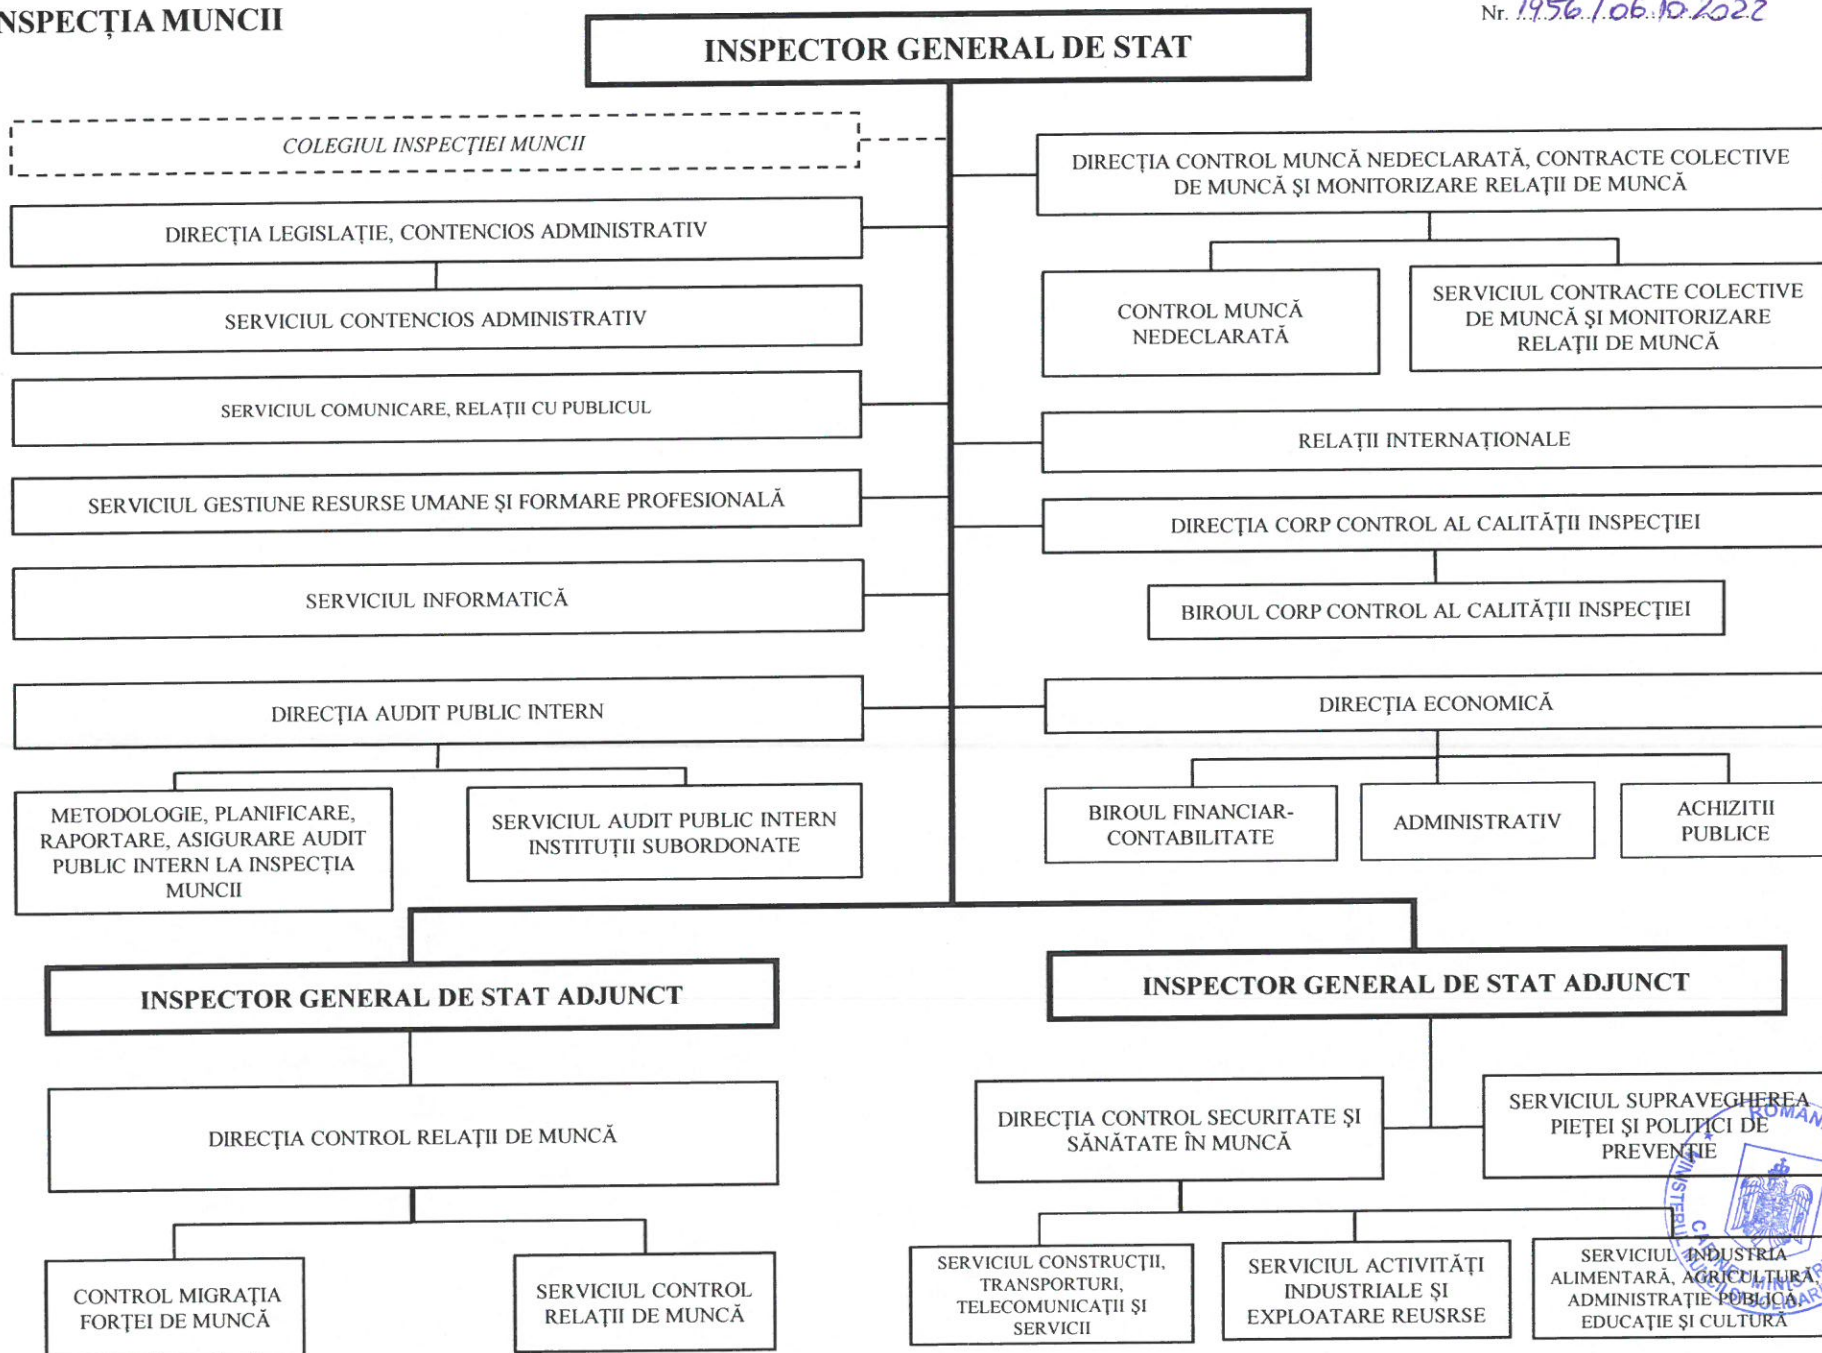 NSPECȚIA MUNCII
Nr. 1956 / 06.10.2022
INSPECTOR GENERAL DE STAT
COLEGIUL INSPECȚIEI MUNCII
DIRECȚIA LEGISLAȚIE, CONTENCIOS ADMINISTRATIV
SERVICIUL CONTENCIOS ADMINISTRATIV
SERVICIUL COMUNICARE, RELAȚII CU PUBLICUL
SERVICIUL GESTIUNE RESURSE UMANE ȘI FORMARE PROFESIONALĂ
SERVICIUL INFORMATICĂ
DIRECȚIA AUDIT PUBLIC INTERN
METODOLOGIE, PLANIFICARE,
RAPORTARE, ASIGURARE AUDIT
PUBLIC INTERN LA INSPECȚIA
MUNCII
SERVICIUL AUDIT PUBLIC INTERN
INSTITUȚII SUBORDONATE
DIRECȚIA CONTROL MUNCĂ NEDECLARATĂ, CONTRACTE COLECTIVE
DE MUNCĂ ȘI MONITORIZARE RELAȚII DE MUNCĂ
CONTROL MUNCĂ
NEDECLARATĂ
SERVICIUL CONTRACTE COLECTIVE
DE MUNCĂ ȘI MONITORIZARE
RELAȚII DE MUNCĂ
RELAȚII INTERNAȚIONALE
DIRECȚIA CORP CONTROL AL CALITĂȚII INSPECȚIEI
BIROUL CORP CONTROL AL CALITĂȚII INSPECȚIEI
DIRECȚIA ECONOMICĂ
BIROUL FINANCIAR-
CONTABILITATE
ADMINISTRATIV
ACHIZITII
PUBLICE
INSPECTOR GENERAL DE STAT ADJUNCT
DIRECȚIA CONTROL RELAȚII DE MUNCĂ
CONTROL MIGRAȚIA
FORȚEI DE MUNCĂ
SERVICIUL CONTROL
RELAȚII DE MUNCĂ
INSPECTOR GENERAL DE STAT ADJUNCT
DIRECȚIA CONTROL SECURITATE ȘI
SĂNĂTATE ÎN MUNCĂ
SERVICIUL SUPRAVEGHEREA
PIEȚEI ȘI POLITICI DE
PREVENȚIE
SERVICIUL CONSTRUCȚII,
TRANSPORTURI,
TELECOMUNICAȚII ȘI
SERVICII
SERVICIUL ACTIVITĂȚI
INDUSTRIALE ȘI
EXPLOATARE REUSRSE
SERVICIUL INDUSTRIA
ALIMENTARĂ, AGRICULTURĂ,
ADMINISTRAȚIE PUBLICĂ,
EDUCAȚIE ȘI CULTURĂ
ROMÂN
MINISTERUL MUNCII
CABINET MINISTR